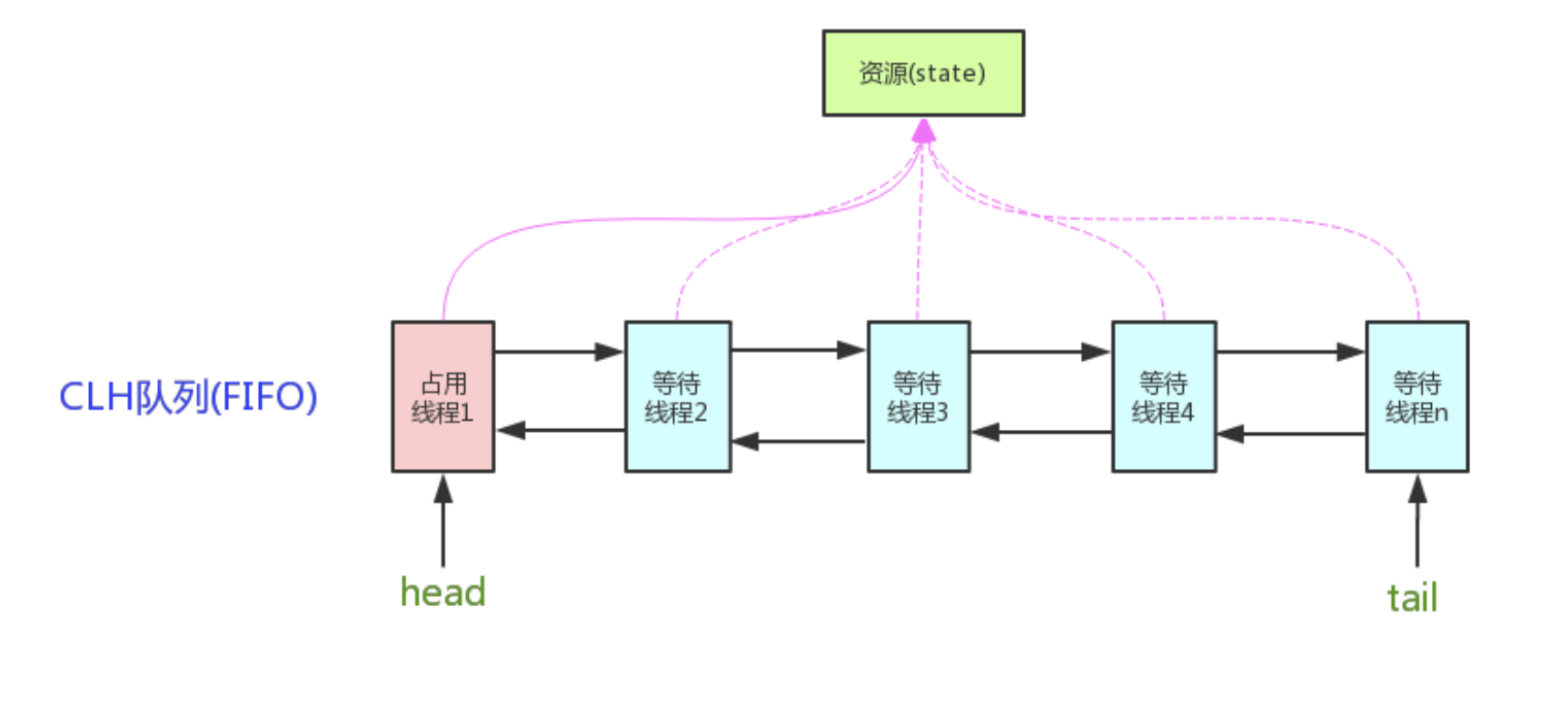 资源(state)
CLH队列(FIFO)
占用
线程1
等待
线程2
等待
线程3
等待
线程4
等待
线程n
head
tail